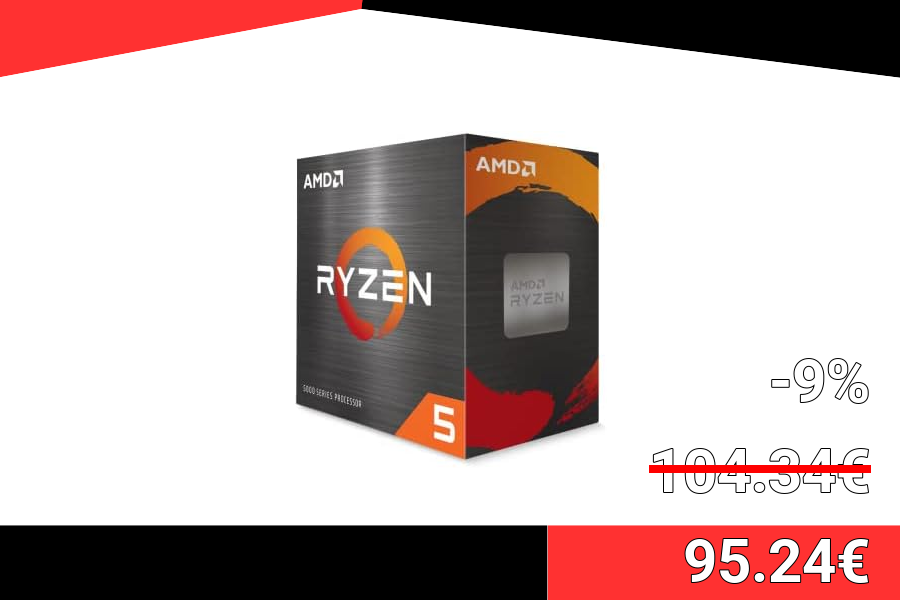 AMD
RYZEN
5000 SERIES PROCESSOR
5
AMD
AMD
RYZEN
-9%
104.34€
95.24€